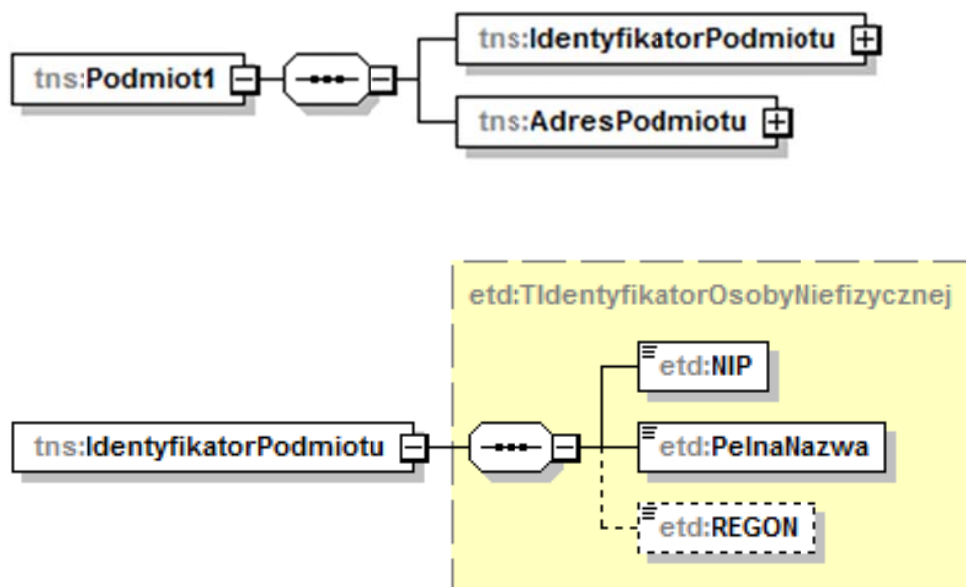 tns:IdentyfikatorPodmiotu
tns:Podmiot1
tns:AdresPodmiotu
etd:TIdentyfikatorOsobyNiefizycznej
etd:NIP
tns:IdentyfikatorPodmiotu
etd:PelnaNazwa
etd:REGON